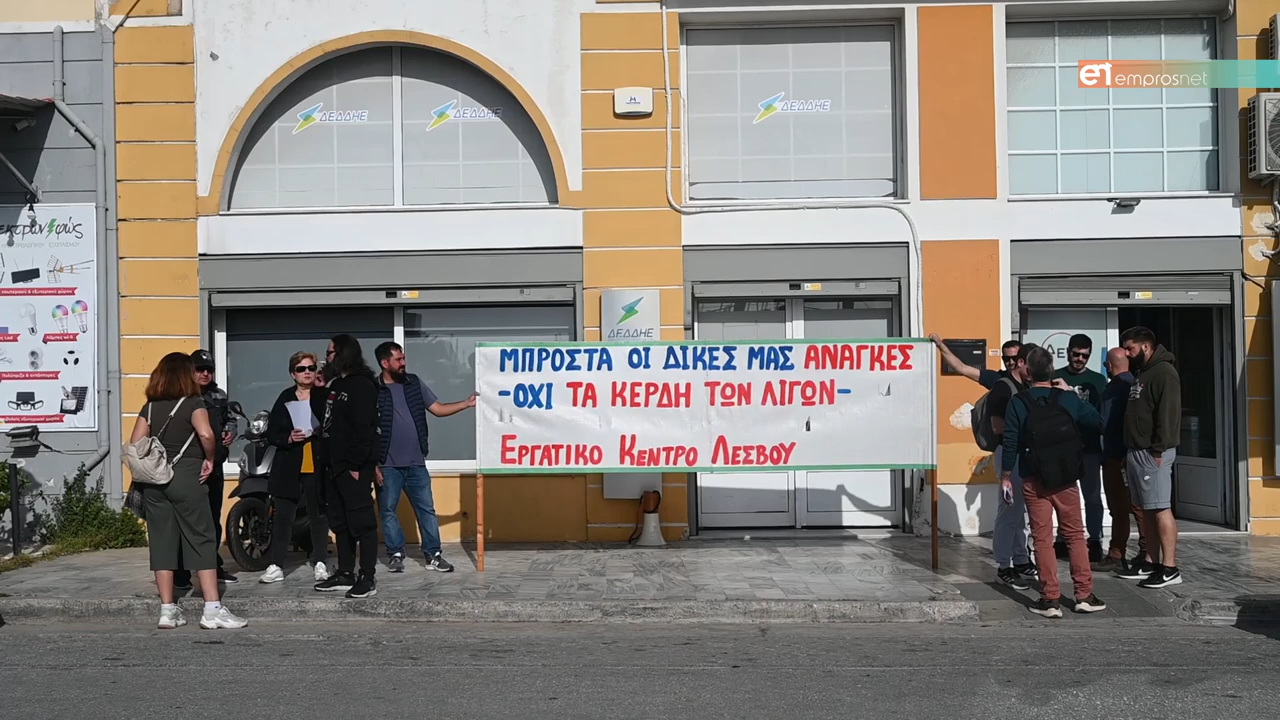 emprosnet
ΔΕΔΔΗΕ
ΔΕΔΔΗΕ
ΔΕΔΔΗΕ
ΔΕΔΔΗΕ
ΜΠΡΟΣΤΑ ΟΙ ΔΙΚΕΣ ΜΑΣ ΑΝΑΓΚΕΣ
-ΟΧΙ ΤΑ ΚΕΡΔΗ ΤΩΝ ΛΙΓΩΝ-
ΕΡΓΑΤΙΚΟ ΚΕΝΤΡΟ ΛΕΣΒΟΥ